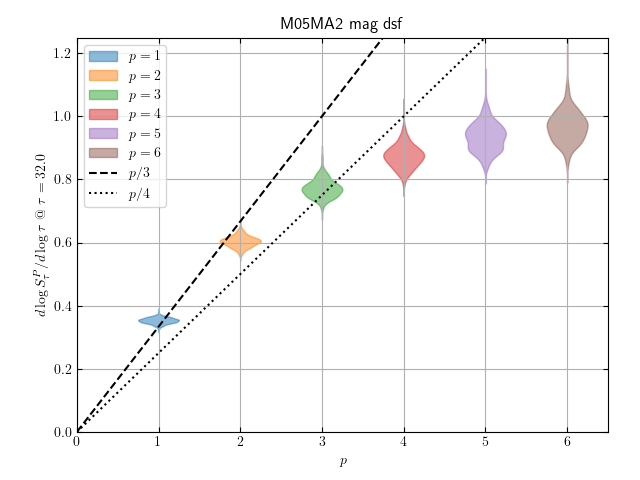 M05MA2 mag dsf
p = 1
p = 2
p = 3
p = 4
p = 5
p = 6
p/3
p/4
d log S_τ^P / d log τ @ τ = 32.0
1.2
1.0
0.8
0.6
0.4
0.2
0.0
0 1 2 3 4 5 6
p